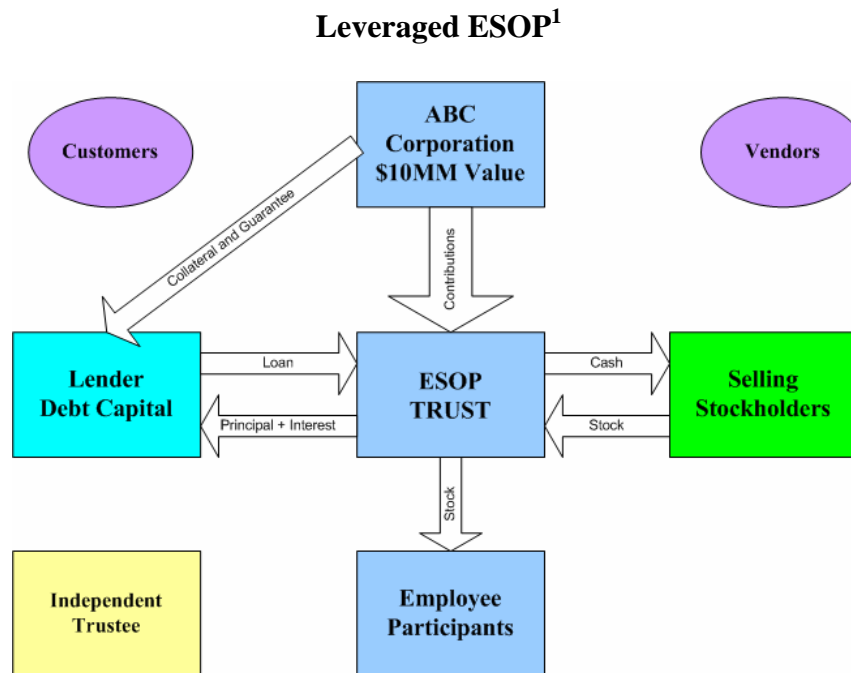 Leveraged ESOP1
ABC
Corporation
$10MM Value
Customers
Vendors
Collateral and Guarantee
Contributions
Lender
Debt Capital
Loan
Principal + Interest
ESOP
TRUST
Cash
Stock
Selling
Stockholders
Stock
Independent
Trustee
Employee
Participants